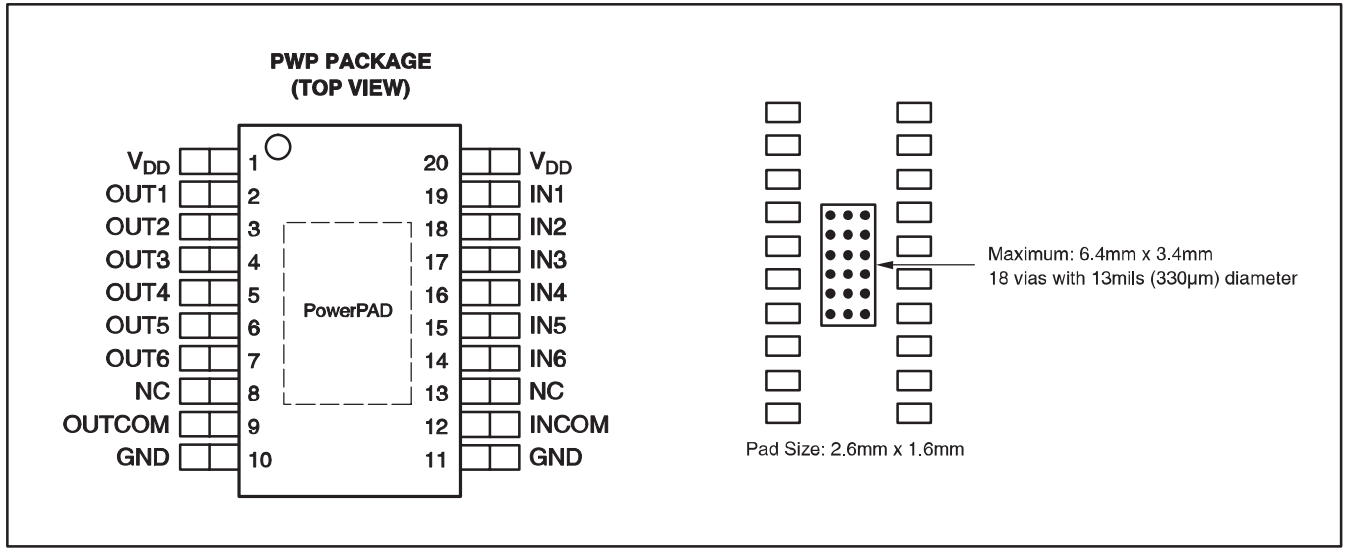 PWP PACKAGE
(TOP VIEW)
VDD 1 20 VDD
OUT1 2 19 IN1
OUT2 3 18 IN2
OUT3 4 17 IN3
OUT4 5 16 IN4
OUT5 6 15 IN5
OUT6 7 14 IN6
NC 8 13 NC
OUTCOM 9 12 INCOM
GND 10 11 GND
PowerPAD
Maximum: 6.4mm x 3.4mm
18 vias with 13mils (330μm) diameter
Pad Size: 2.6mm x 1.6mm